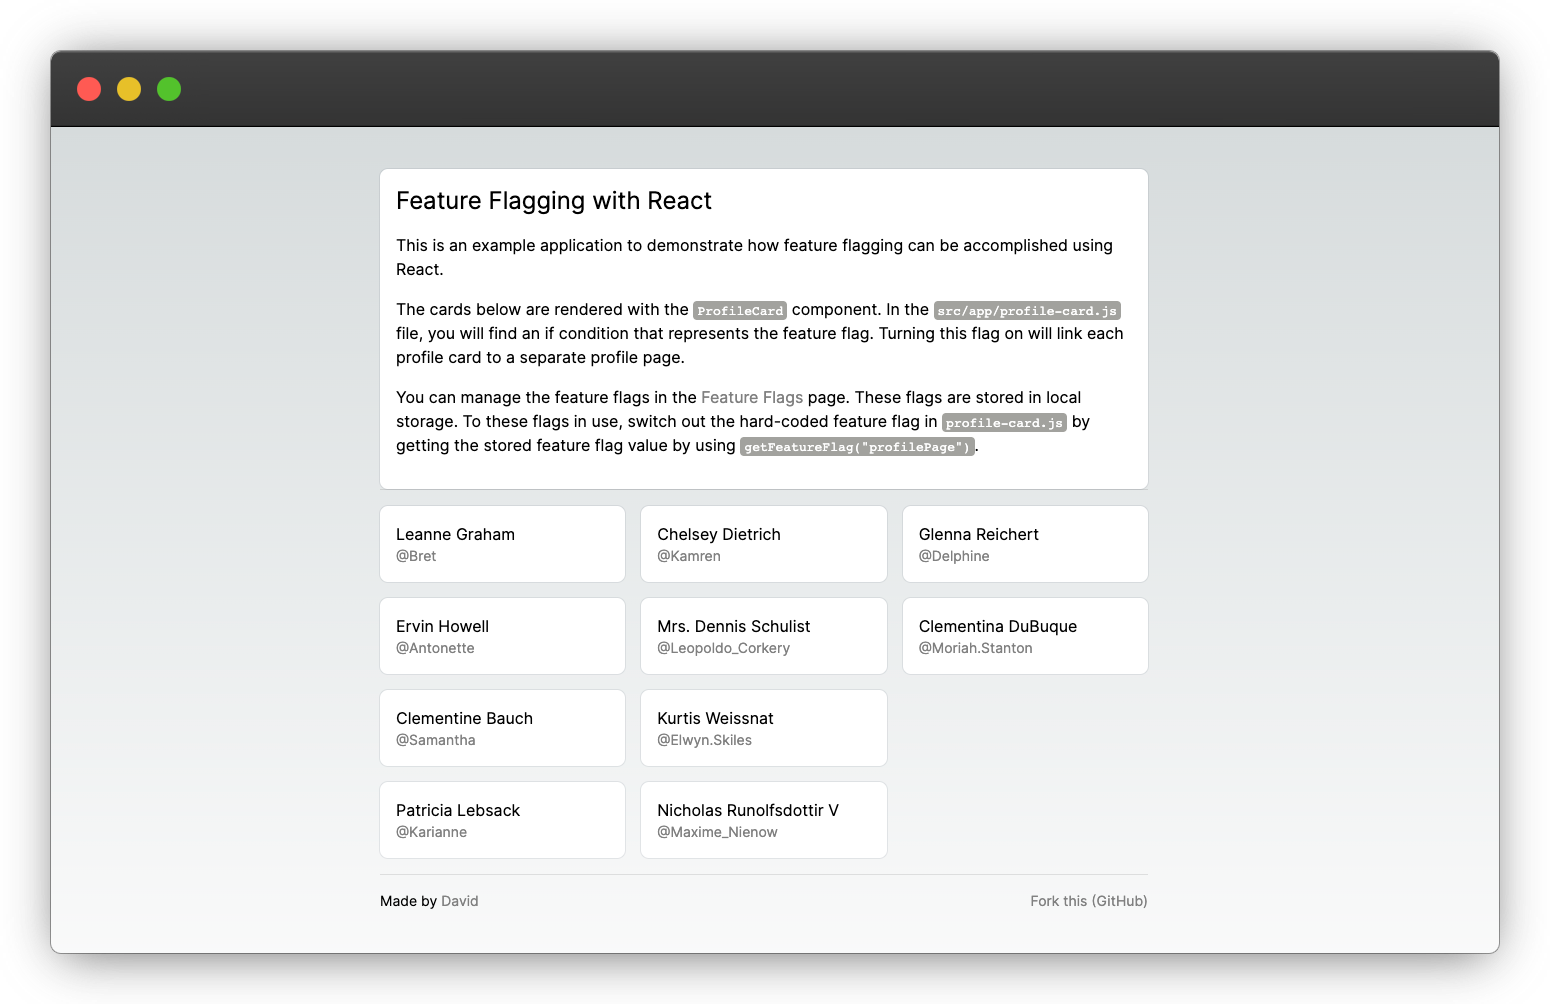 Feature Flagging with React
This is an example application to demonstrate how feature flagging can be accomplished using
React.
The cards below are rendered with the ProfileCard component. In the src/app/profile-card.js
file, you will find an if condition that represents the feature flag. Turning this flag on will link each
profile card to a separate profile page.
You can manage the feature flags in the Feature Flags page. These flags are stored in local
storage. To these flags in use, switch out the hard-coded feature flag in profile-card.js by
getting the stored feature flag value by using getFeatureFlag("profilePage").
Leanne Graham
@Bret
Chelsey Dietrich
@Kamren
Glenna Reichert
@Delphine
Ervin Howell
@Antonette
Mrs. Dennis Schulist
@Leopoldo_Corkery
Clementina DuBuque
@Moriah.Stanton
Clementine Bauch
@Samantha
Kurtis Weissnat
@Elwyn.Skiles
Patricia Lebsack
@Karianne
Nicholas Runolfsdottir V
@Maxime_Nienow
Made by David
Fork this (GitHub)